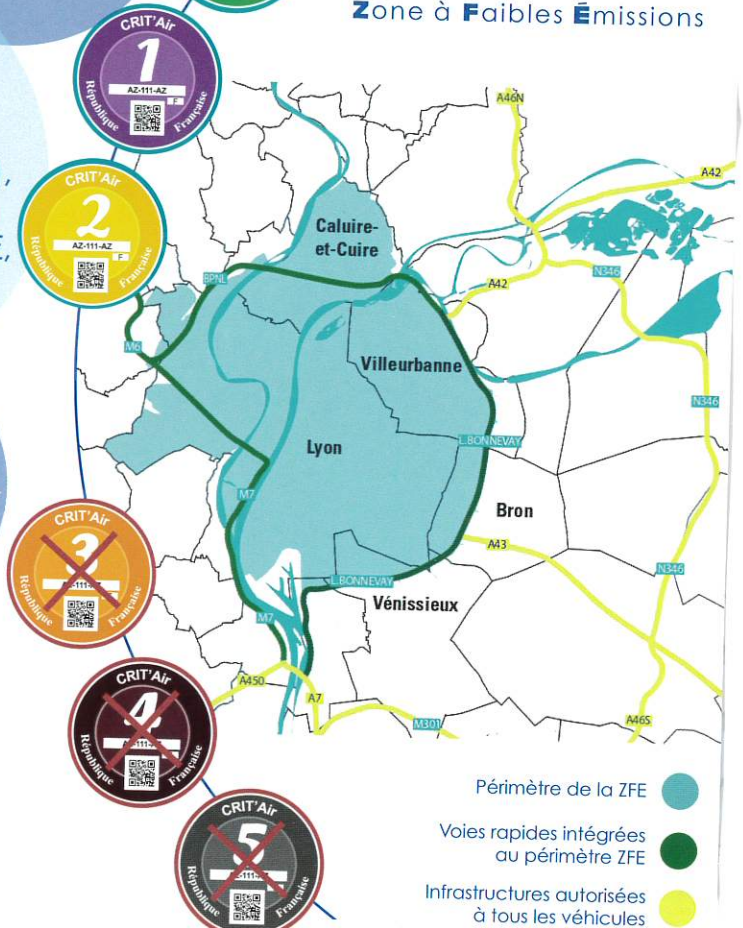 Zone à Faibles Émissions
CRIT'Air
1
AZ-111-AZ
F
République Française
CRIT'Air
2
AZ-111-AZ
F
République Française
A46N
A42
Caluire-
et-Cuire
BPNL
A42
N346
M6
Villeurbanne
N346
Lyon
L.BONNEVAY
M7
Bron
CRIT'Air
3
République Française
A43
L.BONNEVAY
N346
Vénissieux
M7
CRIT'Air
4
République Française
A450
A7
M301
A46S
Périmètre de la ZFE
CRIT'Air
5
République Française
Voies rapides intégrées
au périmètre ZFE
Infrastructures autorisées
à tous les véhicules